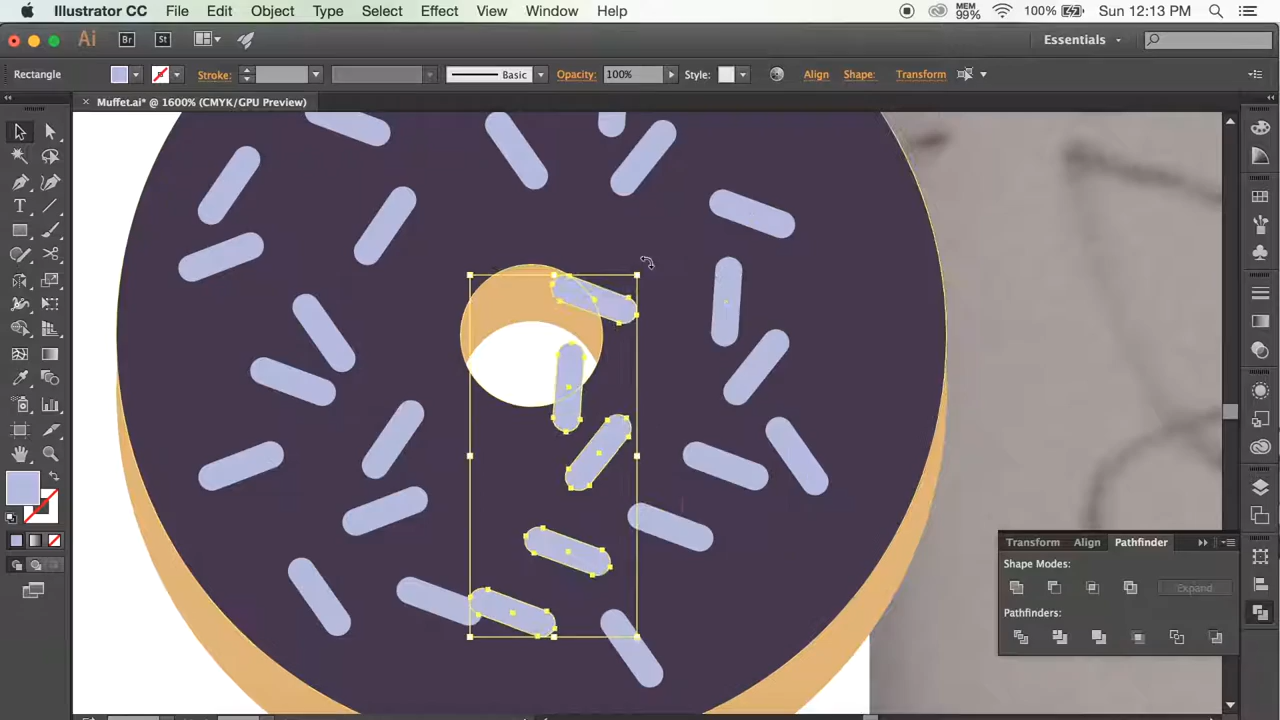 Illustrator CC File Edit Object Type Select Effect View Window Help MEM 99% 100% Sun 12:13 PM
Ai Br St Essentials
Rectangle Stroke: Basic Opacity: 100% Style: Align Shape: Transform
× Muffet.ai* @ 1600% (CMYK/GPU Preview)
T
Transform Align Pathfinder
Shape Modes:
Expand
Pathfinders: